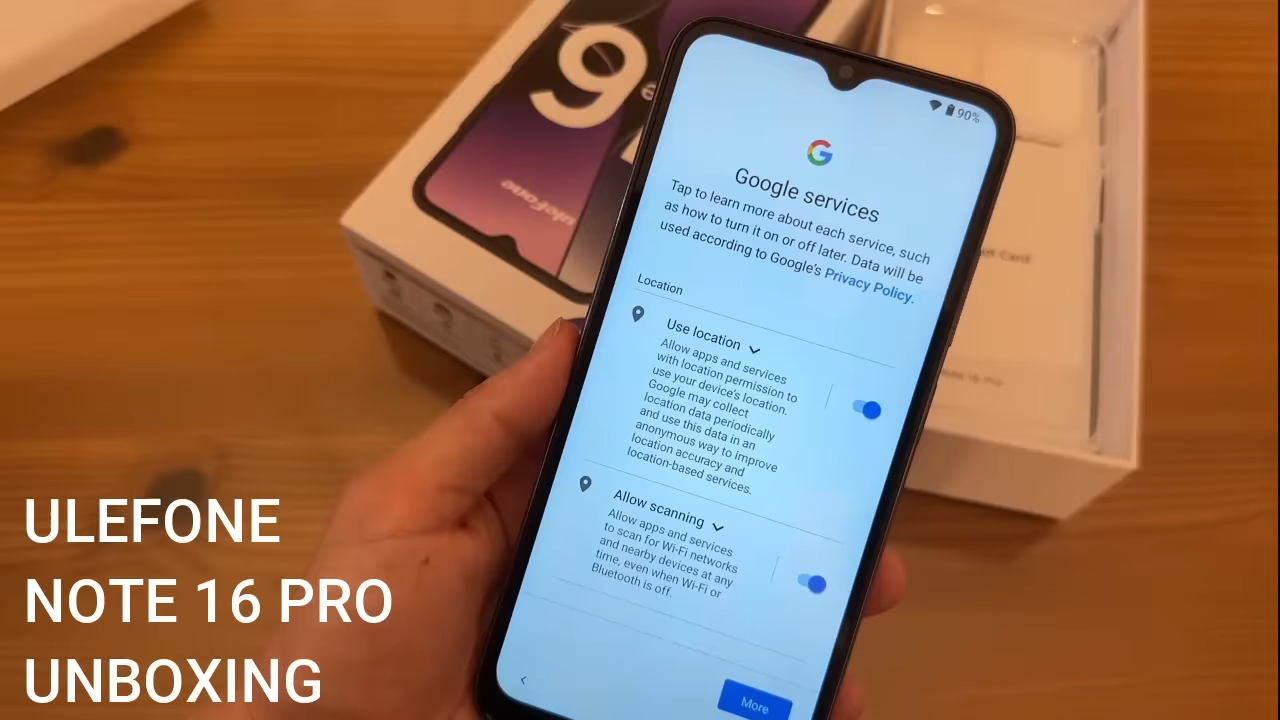 9
ulefone
90%
G
Google services
Tap to learn more about each service, such
as how to turn it on or off later. Data will be
used according to Google's Privacy Policy.
Location
Use location
Allow apps and services
with location permission to
use your device's location.
Google may collect
location data periodically
and use this data in an
anonymous way to improve
location accuracy and
location-based services.
Allow scanning
Allow apps and services
to scan for Wi-Fi networks
and nearby devices at any
time, even when Wi-Fi or
Bluetooth is off.
More
Card
16 Pro
ULEFONE
NOTE 16 PRO
UNBOXING